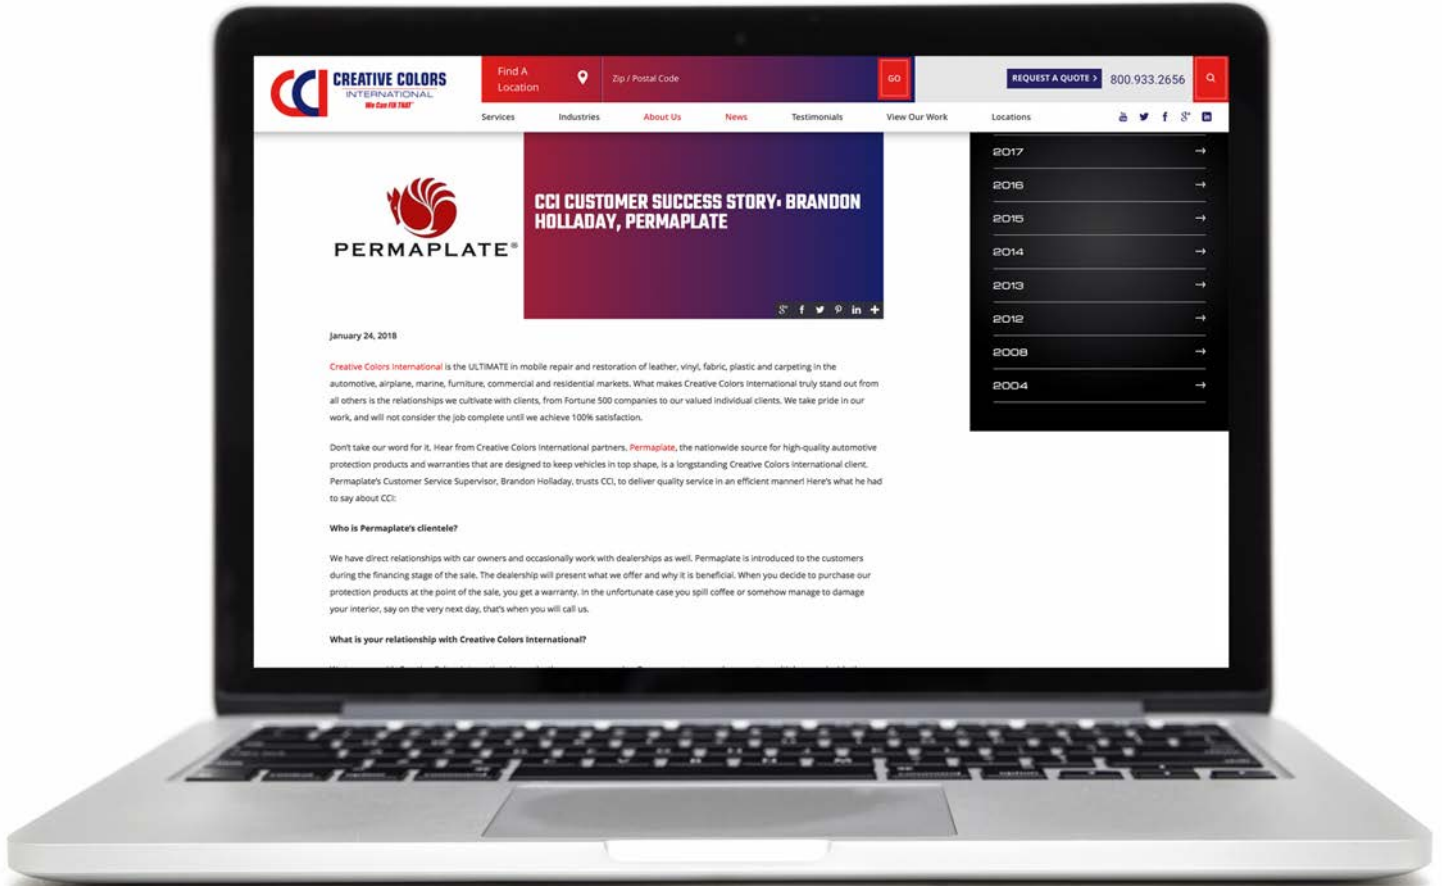 CREATIVE COLORS
INTERNATIONAL
We Can FIX THAT™
Find A
Location
Zip / Postal Code
GO
REQUEST A QUOTE >
800.933.2656
Services
Industries
About Us
News
Testimonials
View Our Work
Locations
PERMAPLATE®
CCI CUSTOMER SUCCESS STORY: BRANDON
HOLLADAY, PERMAPLATE
2017
2016
2015
2014
2013
2012
2008
2004
January 24, 2018
Creative Colors International is the ULTIMATE in mobile repair and restoration of leather, vinyl, fabric, plastic and carpeting in the
automotive, airplane, marine, furniture, commercial and residential markets. What makes Creative Colors International truly stand out from
all others is the relationships we cultivate with clients, from Fortune 500 companies to our valued individual clients. We take pride in our
work, and will not consider the job complete until we achieve 100% satisfaction.
Don't take our word for it. Hear from Creative Colors International partners. Permaplate, the nationwide source for high-quality automotive
protection products and warranties that are designed to keep vehicles in top shape, is a longstanding Creative Colors International client.
Permaplate's Customer Service Supervisor, Brandon Holladay, trusts CCI, to deliver quality service in an efficient manner! Here's what he had
to say about CCI:
Who is Permaplate's clientele?
We have direct relationships with car owners and occasionally work with dealerships as well. Permaplate is introduced to the customers
during the financing stage of the sale. The dealership will present what we offer and why it is beneficial. When you decide to purchase our
protection products at the point of the sale, you get a warranty. In the unfortunate case you spill coffee or somehow manage to damage
your interior, say on the very next day, that's when you will call us.
What is your relationship with Creative Colors International?